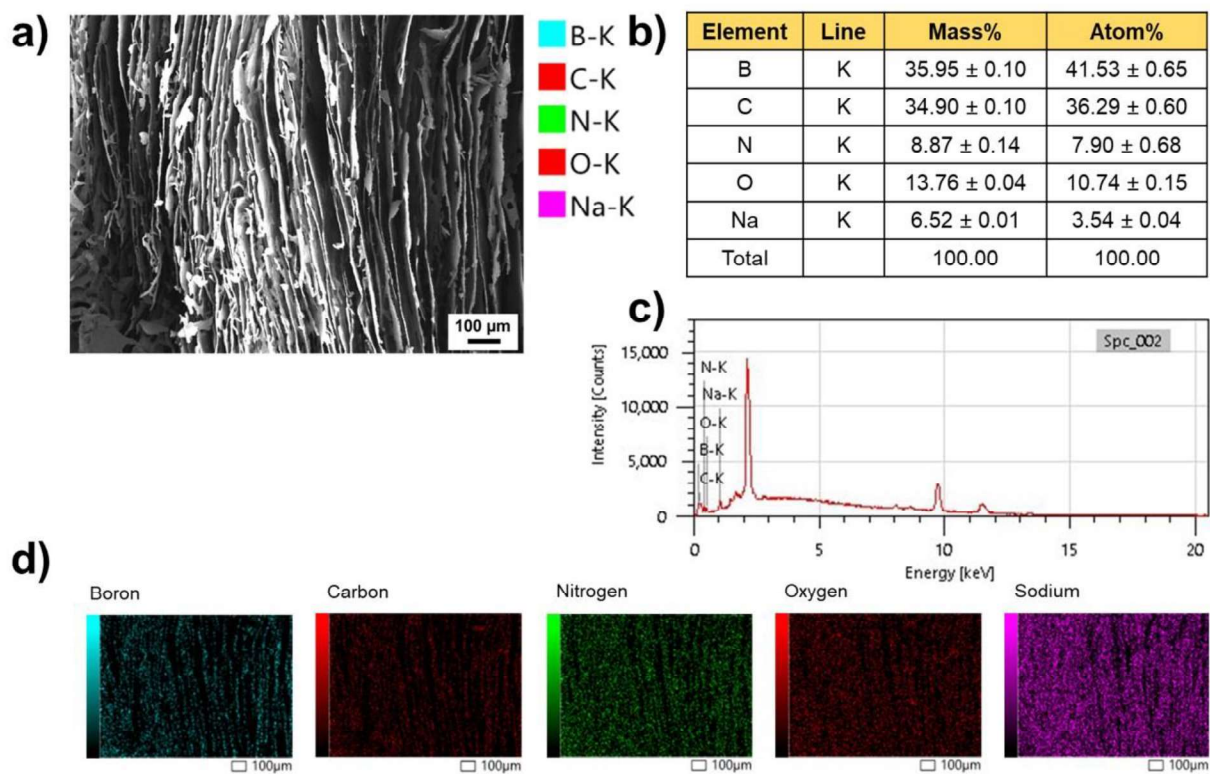 a)
B-K
C-K
N-K
O-K
Na-K
100 µm
b)
Element Line Mass% Atom%
B K 35.95 ± 0.10 41.53 ± 0.65
C K 34.90 ± 0.10 36.29 ± 0.60
N K 8.87 ± 0.14 7.90 ± 0.68
O K 13.76 ± 0.04 10.74 ± 0.15
Na K 6.52 ± 0.01 3.54 ± 0.04
Total 100.00 100.00
c)
Spc_002
Intensity [Counts]
15,000
10,000
5,000
0
N-K
Na-K
O-K
B-K
C-K
0 5 10 15 20
Energy [keV]
d)
Boron Carbon Nitrogen Oxygen Sodium
100µm 100µm 100µm 100µm 100µm